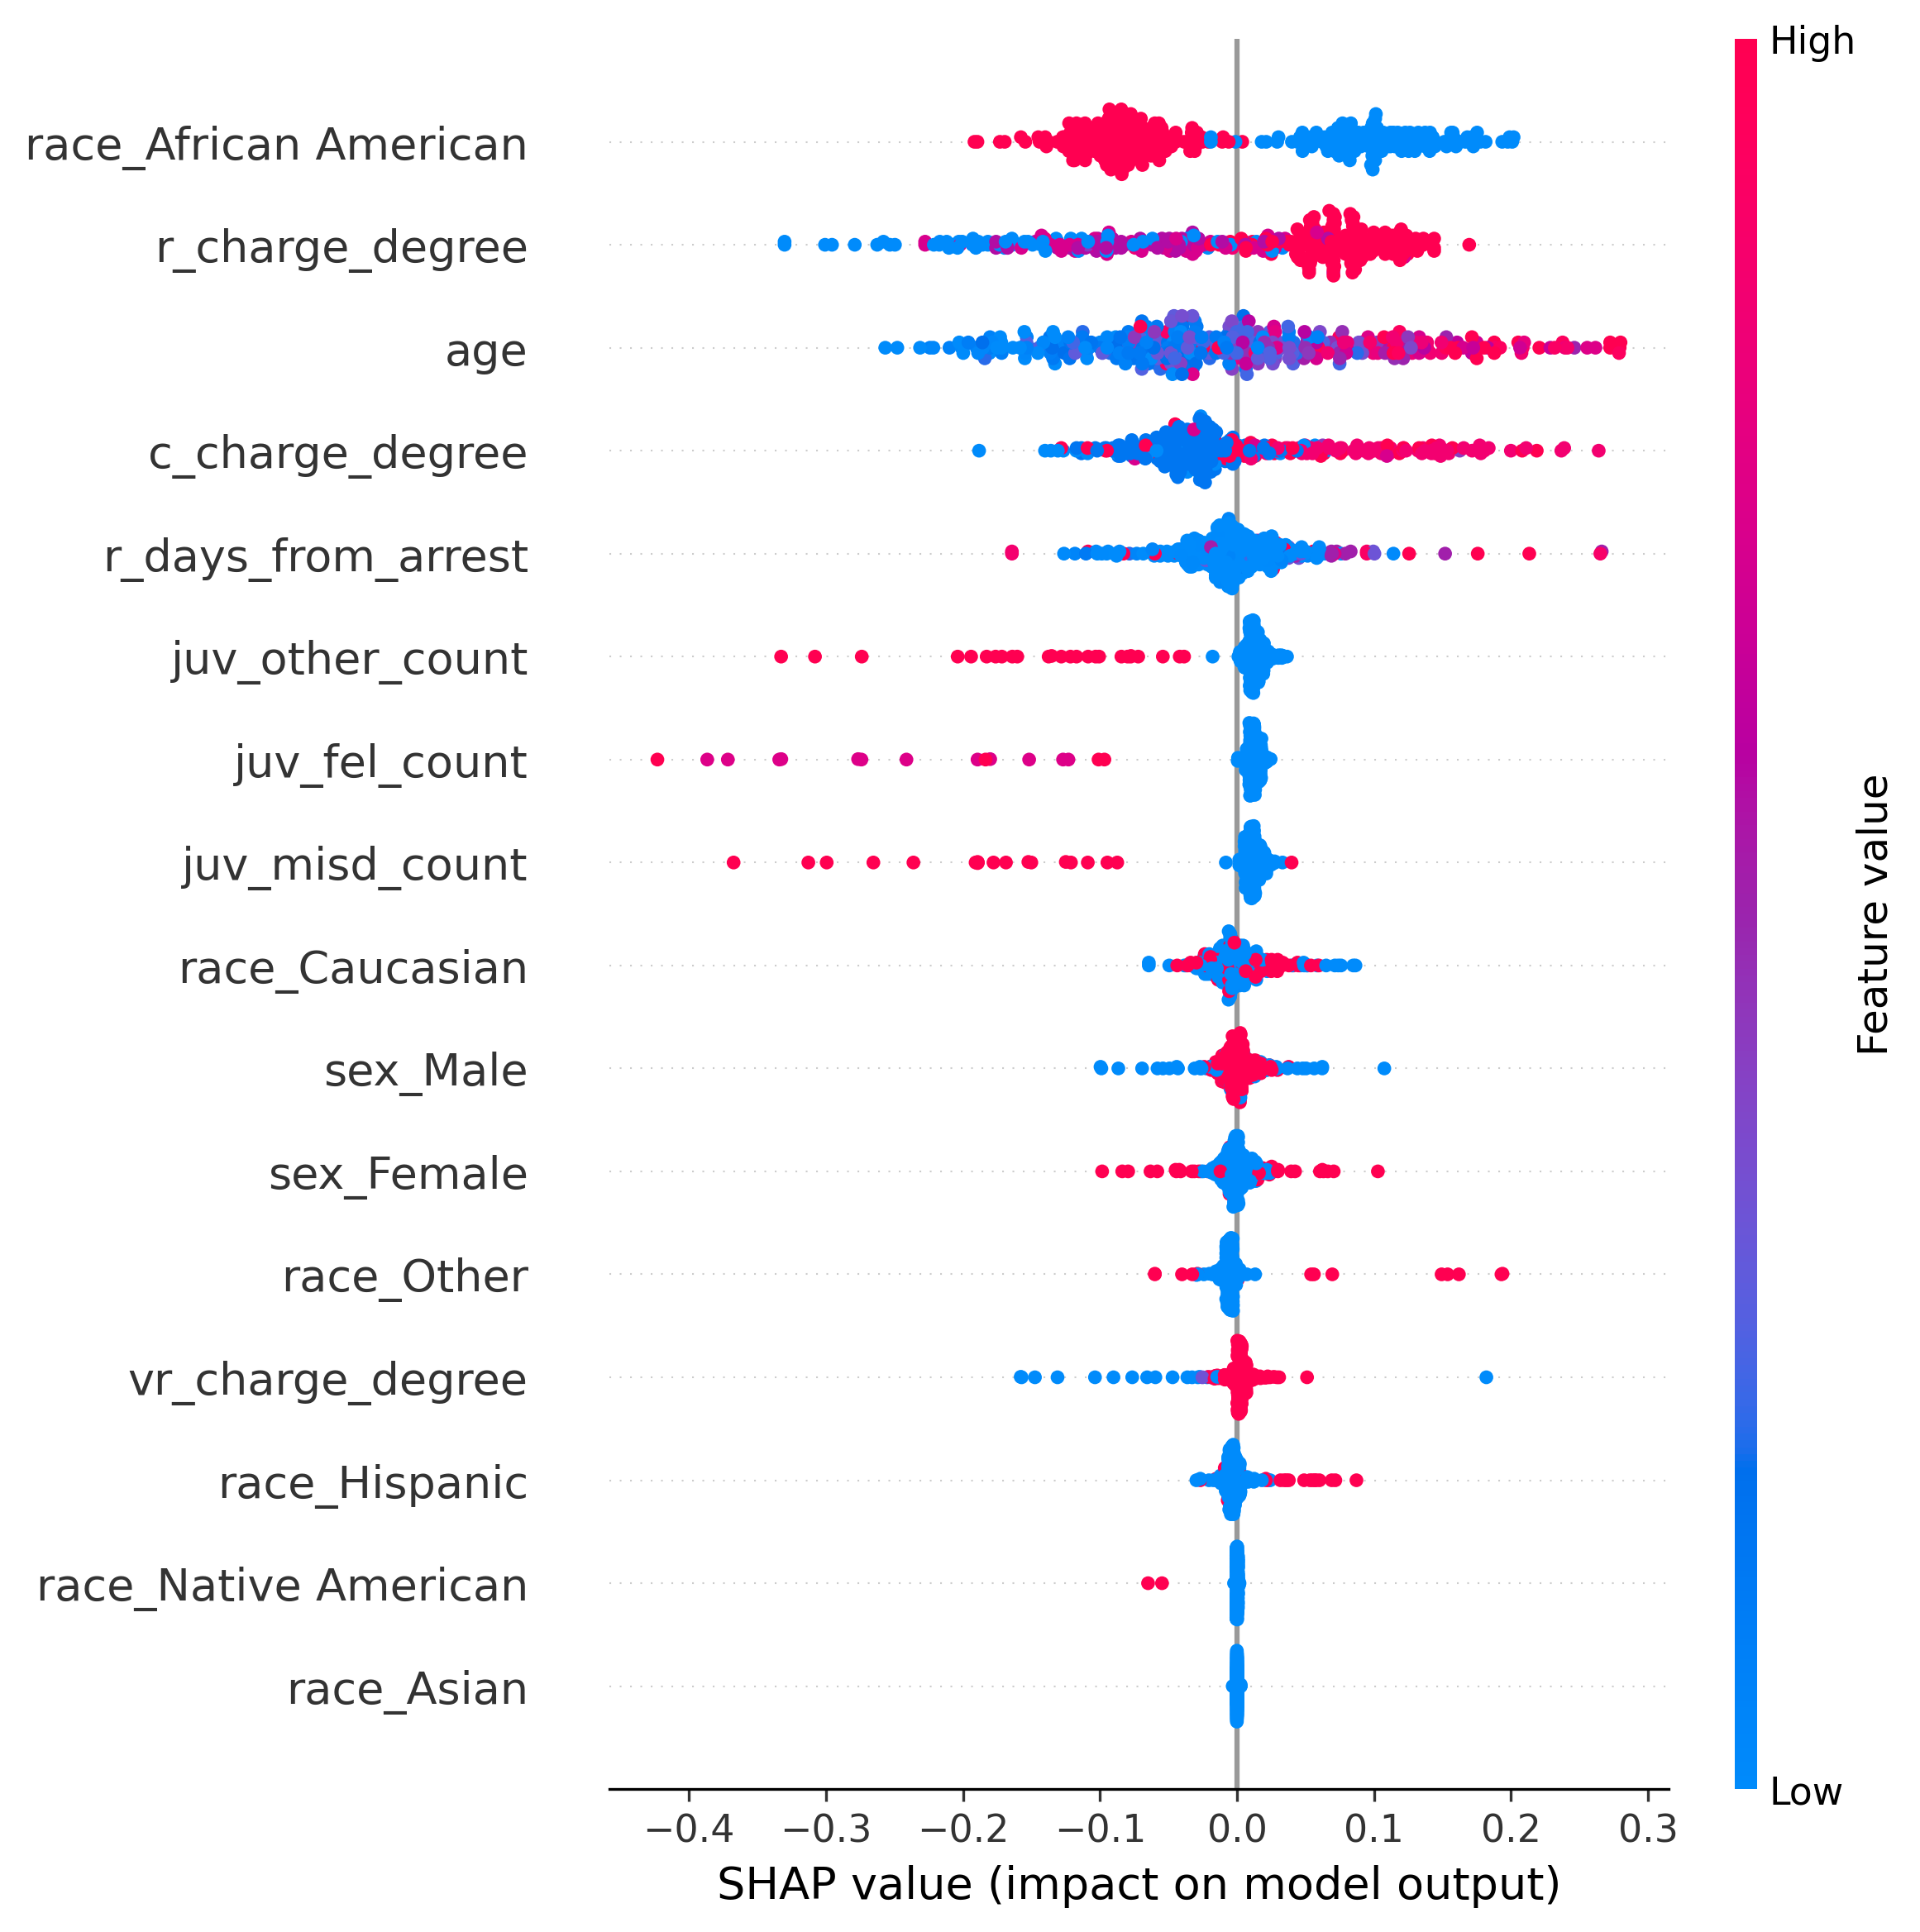 High
race_African American
r_charge_degree
age
c_charge_degree
r_days_from_arrest
juv_other_count
juv_fel_count
juv_misd_count
race_Caucasian
sex_Male
sex_Female
race_Other
vr_charge_degree
race_Hispanic
race_Native American
race_Asian
Feature value
Low
−0.4 −0.3 −0.2 −0.1 0.0 0.1 0.2 0.3
SHAP value (impact on model output)